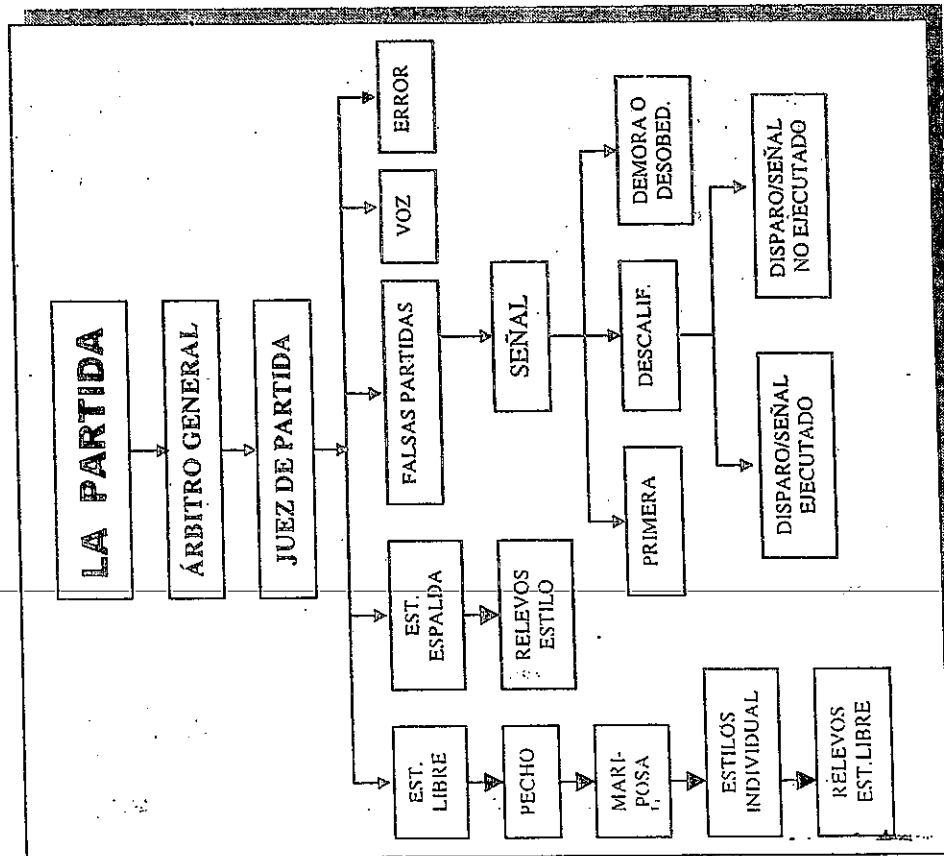 LA PARTIDA
ÁRBITRO GENERAL
JUEZ DE PARTIDA
EST.
LIBRE
EST.
ESPALDA
FALSAS PARTIDAS
VOZ
ERROR
PECHO
RELEVOS
ESTILO
SEÑAL
MARI-
POSA
PRIMERA
DESCALIF.
DEMORA O
DESOBED.
ESTILOS
INDIVIDUAL
DISPARO/SEÑAL
EJECUTADO
DISPARO/SEÑAL
NO EJECUTADO
RELEVOS
EST.LIBRE